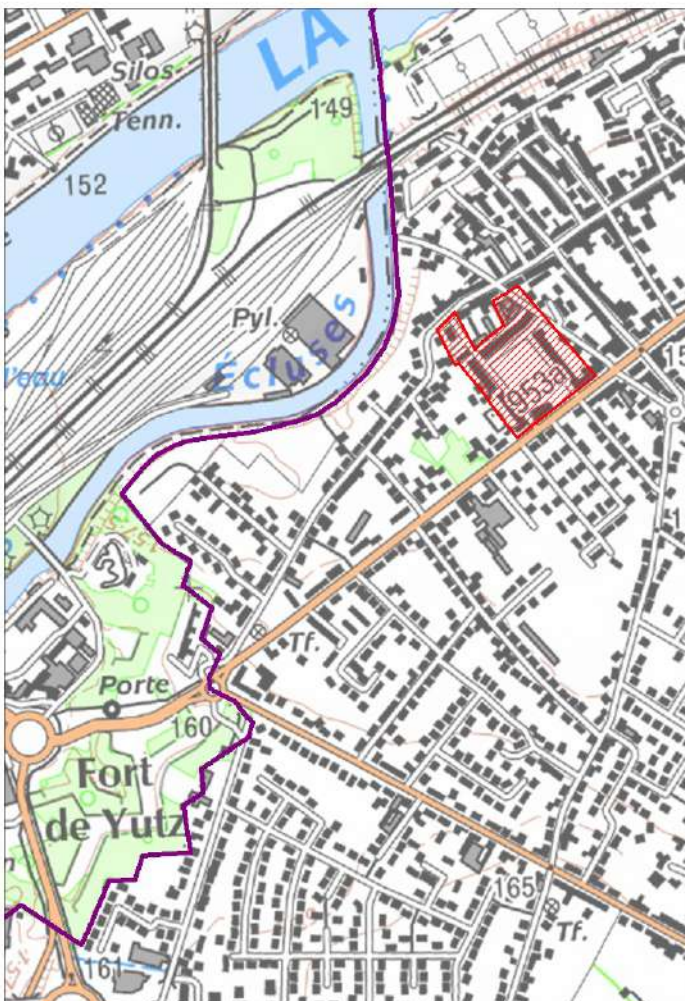 LA
Silos
Tenn.
149
152
Pyl.
Écluses
l'eau
1953a
15
1
Tf.
Porte
160
Fort
de Yutz
165
Tf.
161